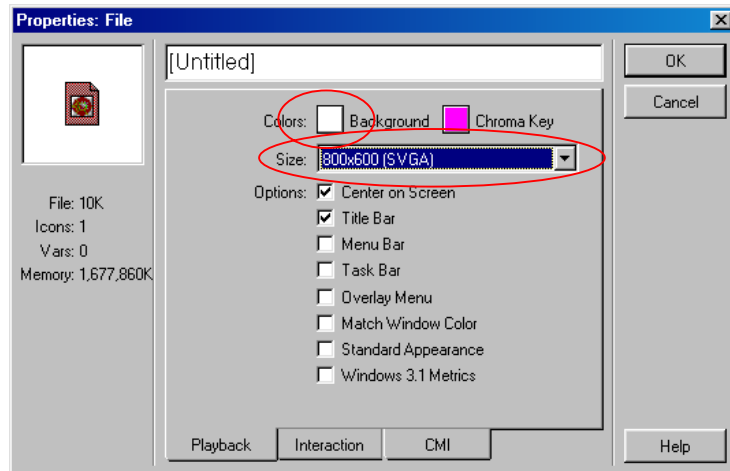 Properties: File
[Untitled]
OK
Cancel
Colors: Background Chroma Key
Size: 800x600 (SVGA)
Options: Center on Screen
Title Bar
Menu Bar
Task Bar
Overlay Menu
Match Window Color
Standard Appearance
Windows 3.1 Metrics
File: 10K
Icons: 1
Vars: 0
Memory: 1,677,860K
Playback Interaction CMI
Help